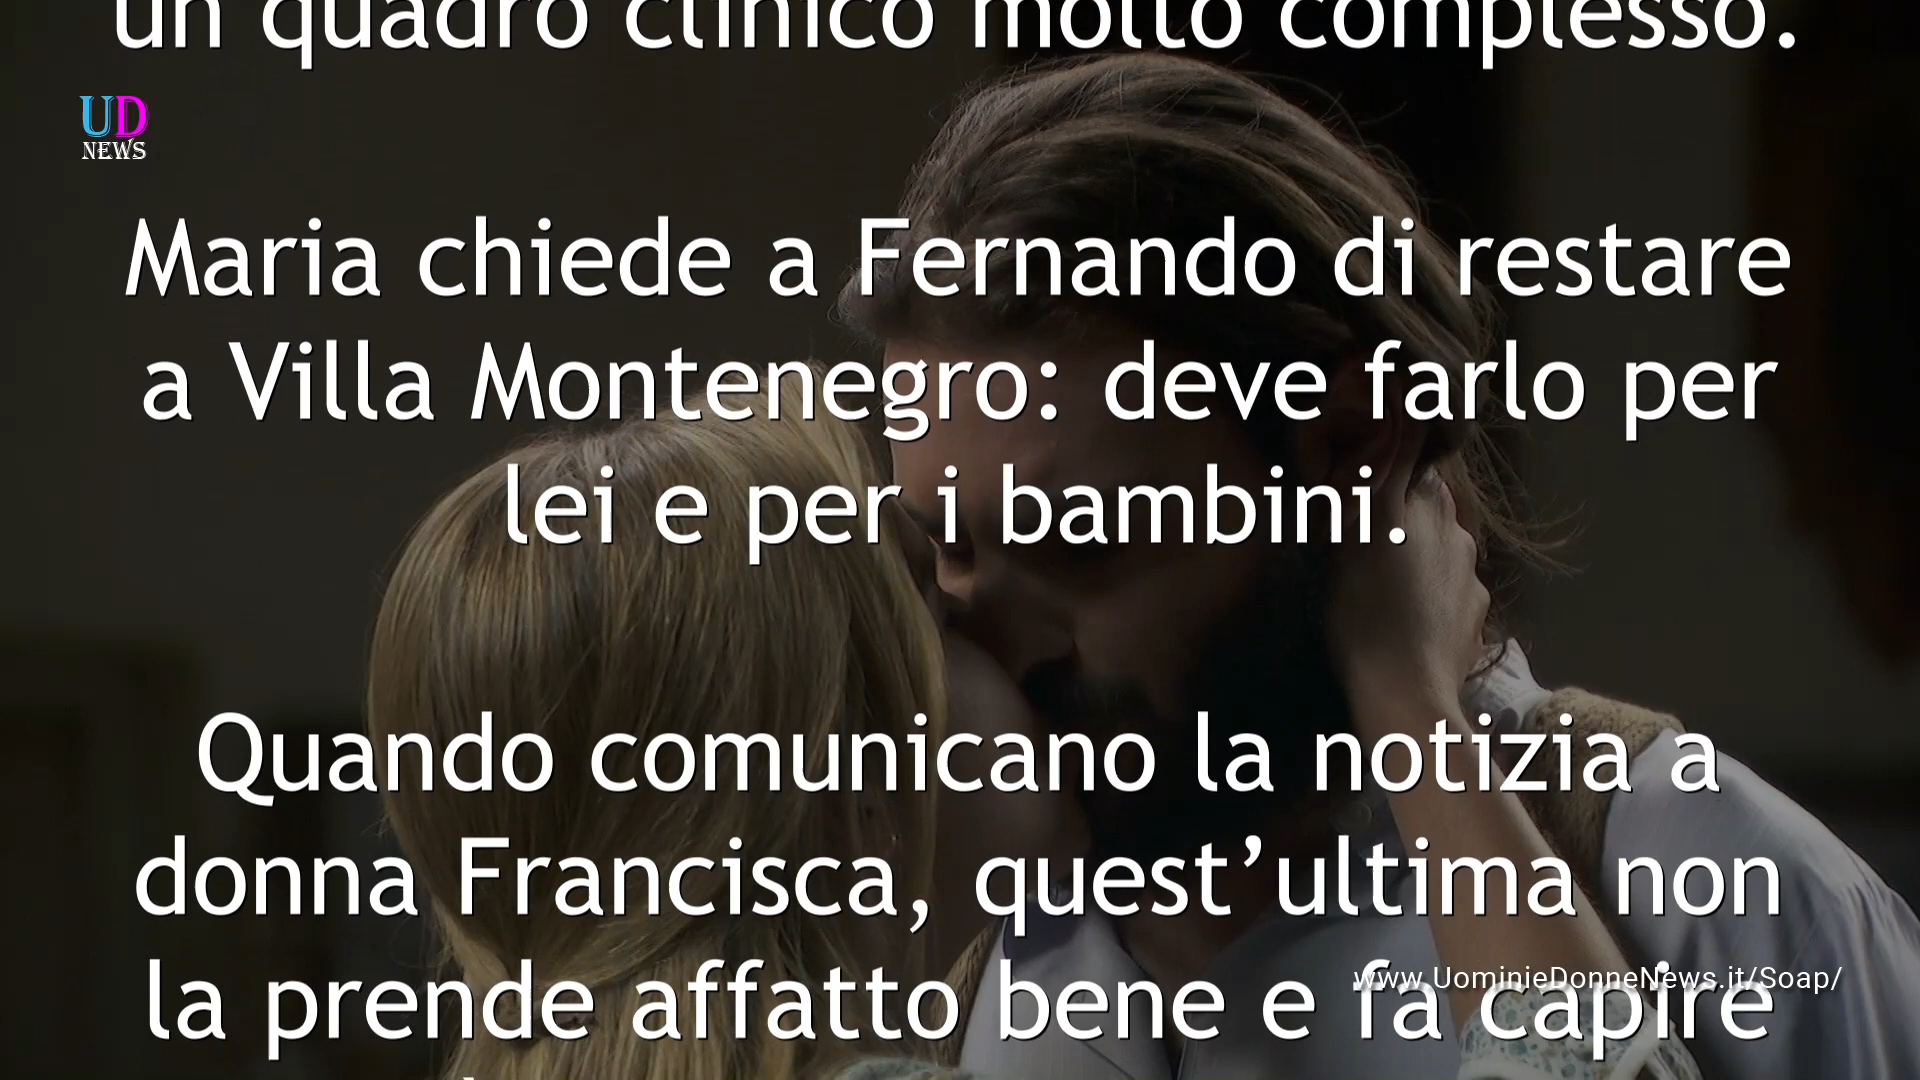 un quadro clinico molto complesso.
UD
NEWS
Maria chiede a Fernando di restare
a Villa Montenegro: deve farlo per
lei e per i bambini.
Quando comunicano la notizia a
donna Francisca, quest’ultima non
la prende affatto bene e fa capire
www.UominieDonneNews.it/Soap/